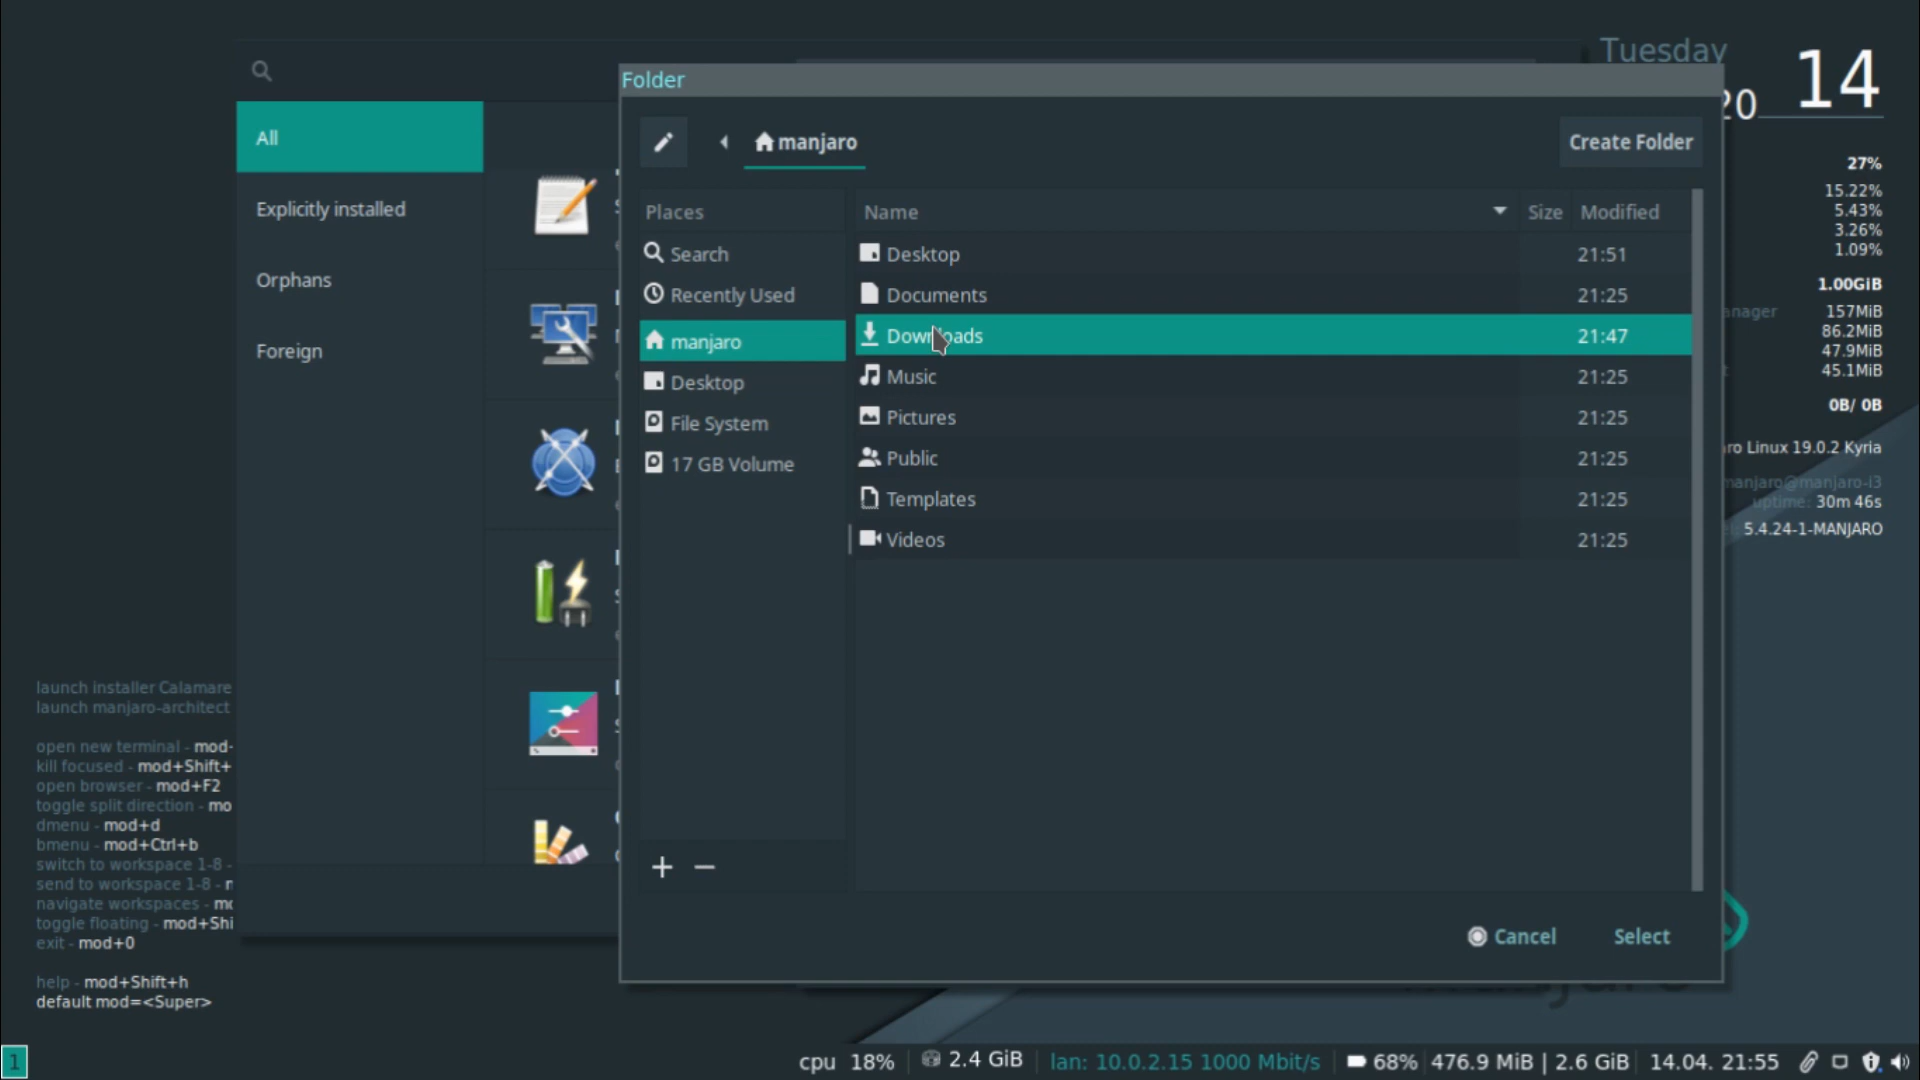 Tuesday
14
20
Folder
manjaro
Create Folder
All
Explicitly installed
Orphans
Foreign
Places
Search
Recently Used
manjaro
Desktop
File System
17 GB Volume
Name Size Modified
Desktop 21:51
Documents 21:25
Downloads 21:47
Music 21:25
Pictures 21:25
Public 21:25
Templates 21:25
Videos 21:25
Cancel
Select
27%
15.22%
5.43%
3.26%
1.09%
1.00GiB
anager 157MiB
86.2MiB
47.9MiB
t 45.1MiB
0B/ 0B
ro Linux 19.0.2 Kyria
manjaro@manjaro-i3
uptime: 30m 46s
5.4.24-1-MANJARO
launch installer Calamare
launch manjaro-architect
open new terminal - mod-
kill focused - mod+Shift+
open browser - mod+F2
toggle split direction - mo
dmenu - mod+d
bmenu - mod+Ctrl+b
switch to workspace 1-8 -
send to workspace 1-8 -
navigate workspaces - mo
toggle floating - mod+Shi
exit - mod+0
help - mod+Shift+h
default mod=<Super>
1
cpu 18% 2.4 GiB lan: 10.0.2.15 1000 Mbit/s 68% 476.9 MiB | 2.6 GiB 14.04. 21:55